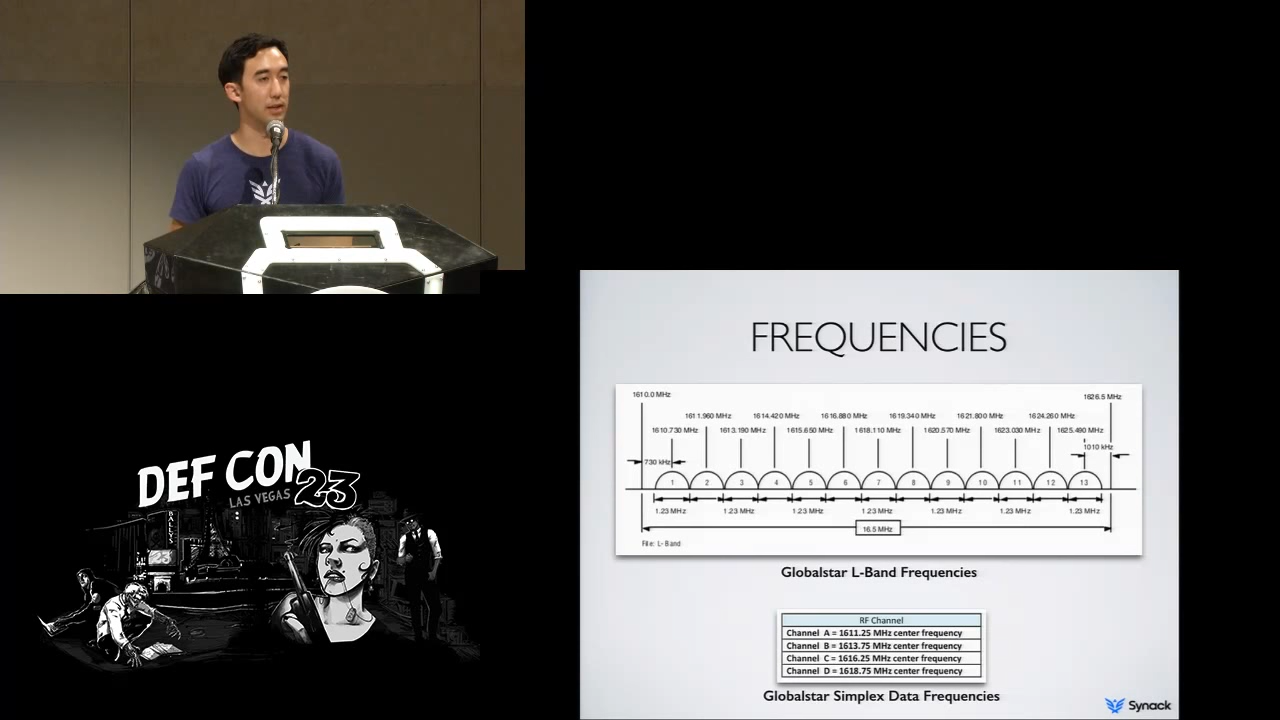 DEF CON
LAS VEGAS 23
BALLYS
23
FREQUENCIES
1610.0 MHz
1626.5 MHz
1611.960 MHz 1614.420 MHz 1616.880 MHz 1619.340 MHz 1621.800 MHz 1624.260 MHz
1610.730 MHz 1613.190 MHz 1615.650 MHz 1618.110 MHz 1620.570 MHz 1623.030 MHz 1625.490 MHz
1010 kHz
730 kHz
1 2 3 4 5 6 7 8 9 10 11 12 13
1.23 MHz 1.23 MHz 1.23 MHz 1.23 MHz 1.23 MHz 1.23 MHz 1.23 MHz
16.5 MHz
File: L-Band
Globalstar L-Band Frequencies
RF Channel
Channel A = 1611.25 MHz center frequency
Channel B = 1613.75 MHz center frequency
Channel C = 1616.25 MHz center frequency
Channel D = 1618.75 MHz center frequency
Globalstar Simplex Data Frequencies
Synack